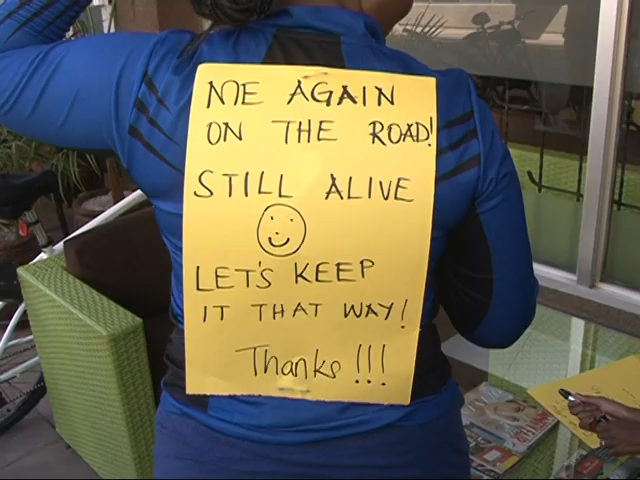 ME AGAIN
ON THE ROAD!
STILL ALIVE
LET'S KEEP
IT THAT WAY!
Thanks!!!